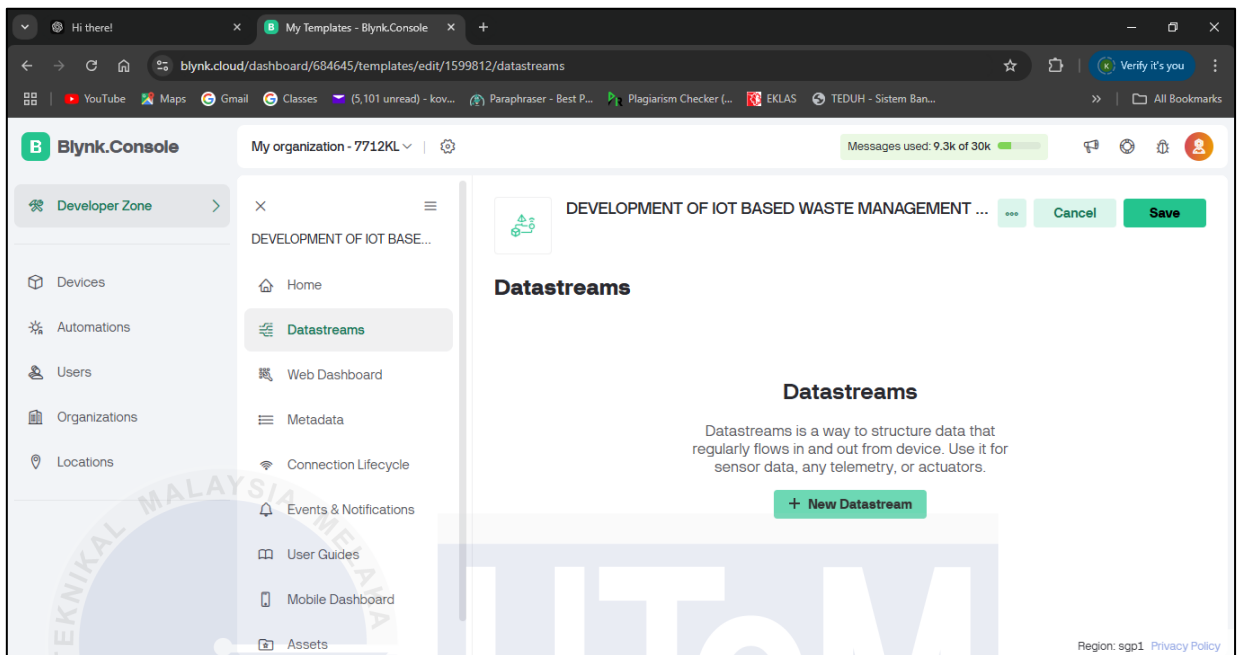 Hi there!
My Templates - Blynk.Console
blynk.cloud/dashboard/684645/templates/edit/1599812/datastreams
Verify it's you
YouTube
Maps
Gmail
Classes
(5,101 unread) - kov...
Paraphraser - Best P...
Plagiarism Checker (...
EKLAS
TEDUH - Sistem Ban...
All Bookmarks
B Blynk.Console
My organization - 7712KL
Messages used: 9.3k of 30k
Developer Zone
Devices
Automations
Users
Organizations
Locations
DEVELOPMENT OF IOT BASE...
Home
Datastreams
Web Dashboard
Metadata
Connection Lifecycle
Events & Notifications
User Guides
Mobile Dashboard
Assets
DEVELOPMENT OF IOT BASED WASTE MANAGEMENT ...
Cancel
Save
Datastreams
Datastreams
Datastreams is a way to structure data that
regularly flows in and out from device. Use it for
sensor data, any telemetry, or actuators.
+ New Datastream
Region: sgp1 Privacy Policy
TEKNIKAL MALAYSIA MELAKA
UTeM